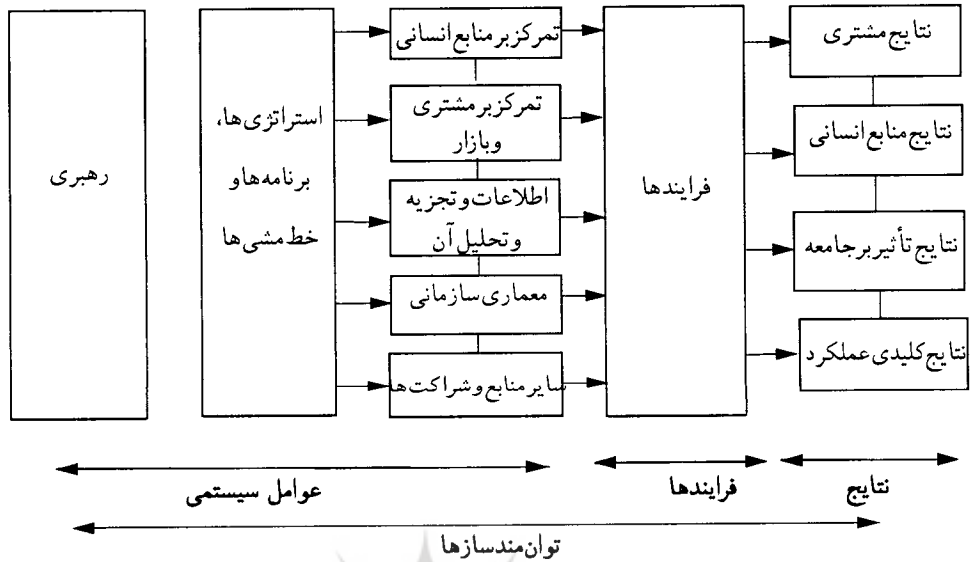 رهبری
استراتژی‌ها،
برنامه‌ها و
خط‌مشی‌ها
تمرکز بر منابع انسانی
تمرکز بر مشتری
و بازار
اطلاعات و تجزیه
و تحلیل آن
معماری سازمانی
سایر منابع و شراکت‌ها
فرایندها
نتایج مشتری
نتایج منابع انسانی
نتایج تأثیر بر جامعه
نتایج کلیدی عملکرد
عوامل سیستمی
فرایندها
نتایج
توان‌مندسازها